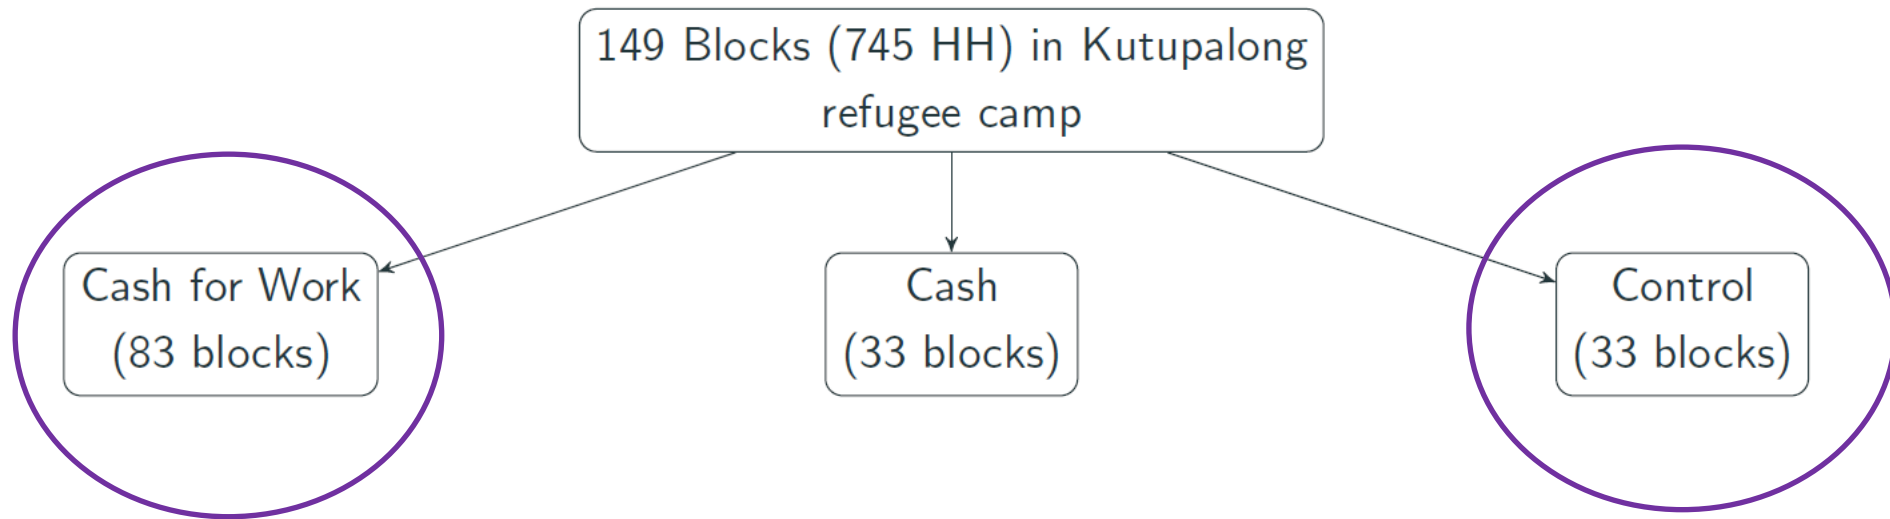 149 Blocks (745 HH) in Kutupalong
refugee camp
Cash for Work
(83 blocks)
Cash
(33 blocks)
Control
(33 blocks)